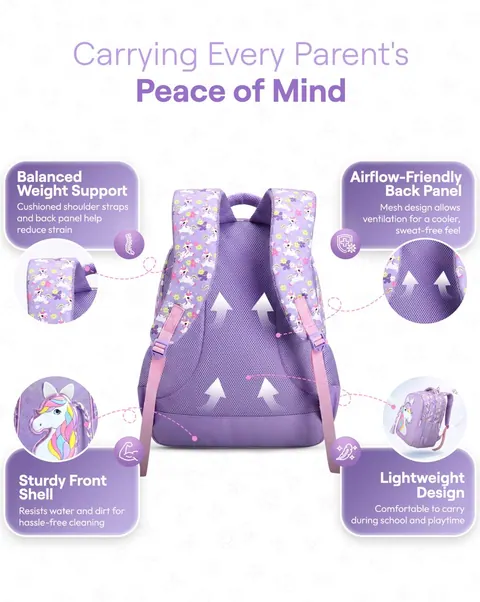 Carrying Every Parent's
Peace of Mind
Balanced
Weight Support
Cushioned shoulder straps
and back panel help
reduce strain
Airflow-Friendly
Back Panel
Mesh design allows
ventilation for a cooler,
sweat-free feel
Sturdy Front
Shell
Resists water and dirt for
hassle-free cleaning
Lightweight
Design
Comfortable to carry
during school and playtime